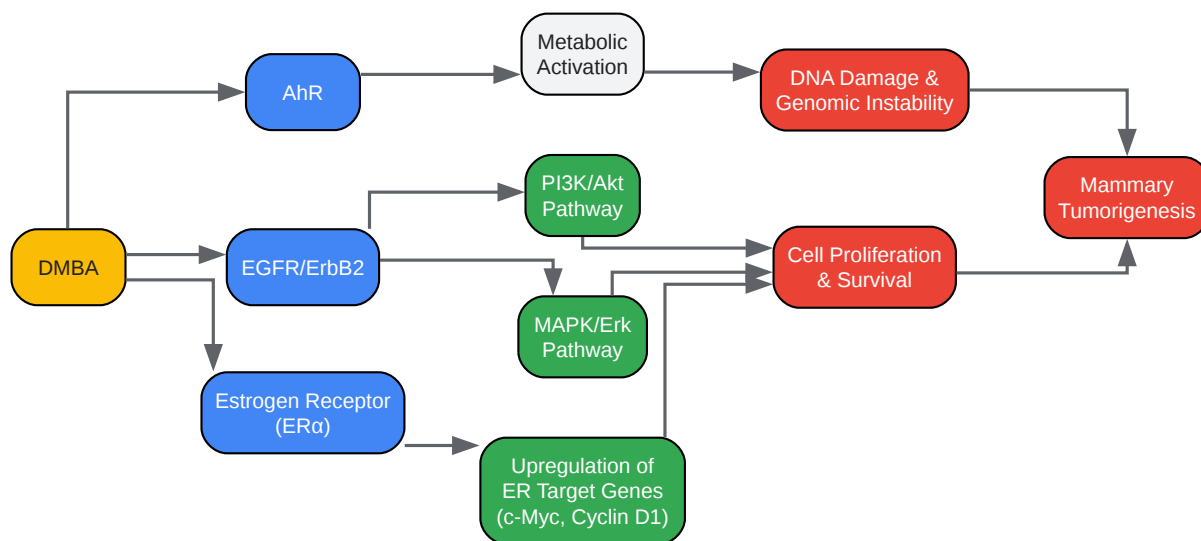 Metabolic
Activation
AhR
DNA Damage &
Genomic Instability
PI3K/Akt
Pathway
Mammary
Tumorigenesis
DMBA
EGFR/ErbB2
Cell Proliferation
& Survival
MAPK/Erk
Pathway
Estrogen Receptor
(ERα)
Upregulation of
ER Target Genes
(c-Myc, Cyclin D1)